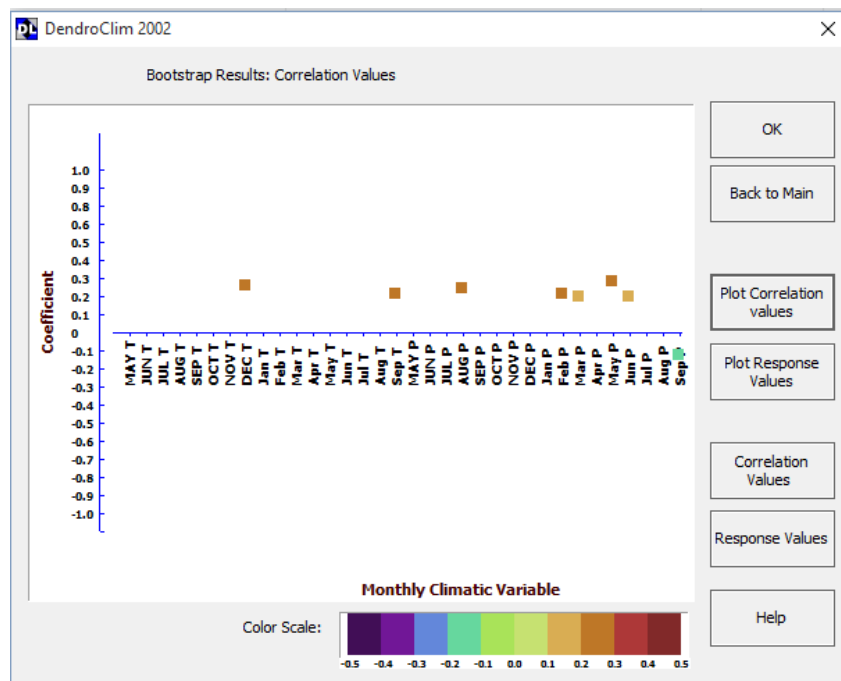 DendroClim 2002
Bootstrap Results: Correlation Values
1.0
0.9
0.8
0.7
0.6
0.5
0.4
0.3
0.2
0.1
0
-0.1
-0.2
-0.3
-0.4
-0.5
-0.6
-0.7
-0.8
-0.9
-1.0
Coefficient
MAY T
JUN T
JUL T
AUG T
SEP T
OCT T
NOV T
DEC T
Jan T
Feb T
Mar T
Apr T
May T
Jun T
Jul T
Aug T
Sep T
MAY P
JUN P
JUL P
AUG P
SEP P
OCT P
NOV P
DEC P
Jan P
Feb P
Mar P
Apr P
May P
Jun P
Jul P
Aug P
Sep
Monthly Climatic Variable
Color Scale:
-0.5 -0.4 -0.3 -0.2 -0.1 0.0 0.1 0.2 0.3 0.4 0.5
OK
Back to Main
Plot Correlation
values
Plot Response
Values
Correlation
Values
Response Values
Help